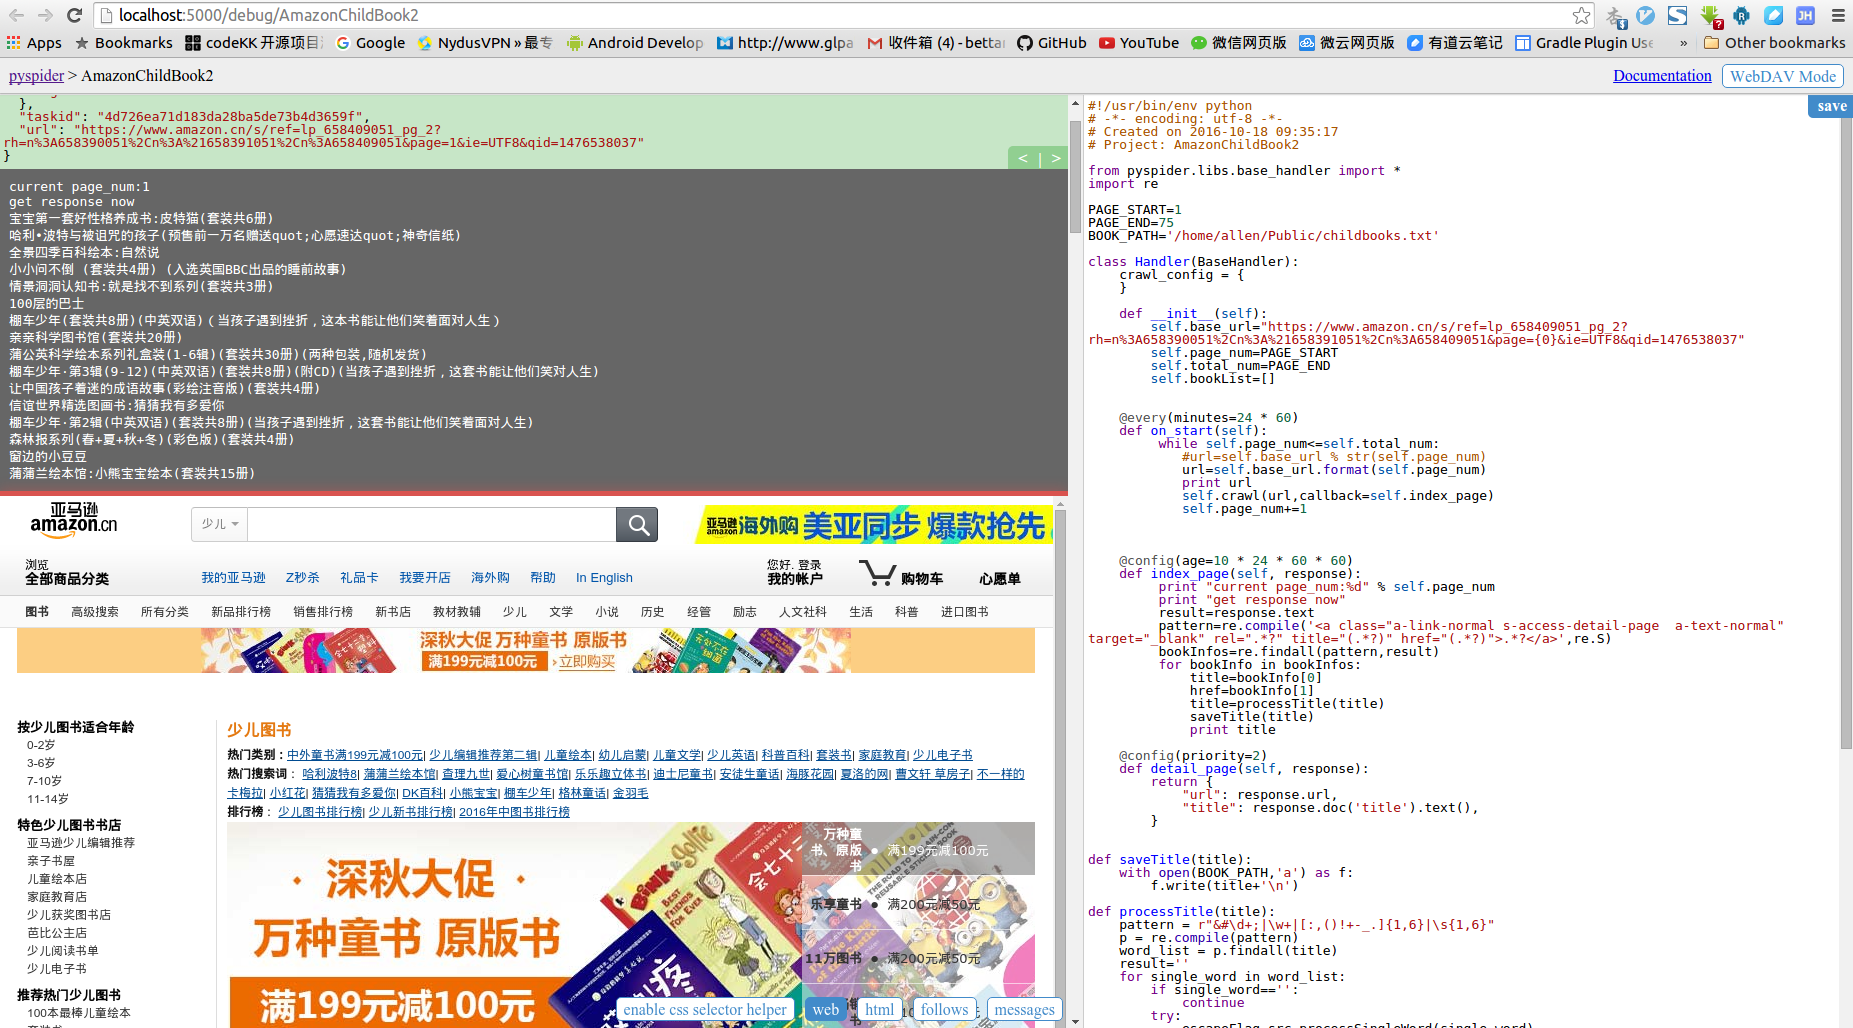 localhost:5000/debug/AmazonChildBook2
Apps Bookmarks codeKK 开源项目 Google NydusVPN » 最专 Android Develop http://www.glpa 收件箱 (4) - betta GitHub YouTube 微信网页版 微云网页版 有道云笔记 Gradle Plugin Use » Other bookmarks
pyspider > AmazonChildBook2
Documentation WebDAV Mode
},
"taskid": "4d726ea71d183da28ba5de73b4d3659f",
"url": "https://www.amazon.cn/s/ref=lp_658409051_pg_2?
rh=n%3A658390051%2Cn%3A%21658391051%2Cn%3A658409051&page=1&ie=UTF8&qid=1476538037"
}
< | >
current page_num:1
get response now
宝宝第一套好性格养成书:皮特猫(套装共6册)
哈利•波特与被诅咒的孩子(预售前一万名赠送quot;心愿速达quot;神奇信纸)
全景四季百科绘本:自然说
小小问不倒 (套装共4册) (入选英国BBC出品的睡前故事)
情景洞洞认知书:就是找不到系列(套装共3册)
100层的巴士
棚车少年(套装共8册)(中英双语)(当孩子遇到挫折，这本书能让他们笑着面对人生)
亲亲科学图书馆(套装共20册)
蒲公英科学绘本系列礼盒装(1-6辑)(套装共30册)(两种包装,随机发货)
棚车少年·第3辑(9-12)(中英双语)(套装共8册)(附CD)(当孩子遇到挫折，这套书能让他们笑对人生)
让中国孩子着迷的成语故事(彩绘注音版)(套装共4册)
信谊世界精选图画书:猜猜我有多爱你
棚车少年·第2辑(中英双语)(套装共8册)(当孩子遇到挫折，这套书能让他们笑着面对人生)
森林报系列(春+夏+秋+冬)(彩色版)(套装共4册)
窗边的小豆豆
蒲蒲兰绘本馆:小熊宝宝绘本(套装共15册)
亚马逊
amazon.cn
少儿
亚马逊 amazon 海外购 美亚同步 爆款抢先
浏览
全部商品分类
我的亚马逊 Z秒杀 礼品卡 我要开店 海外购 帮助 In English
您好. 登录
我的帐户
购物车 心愿单
图书 高级搜索 所有分类 新品排行榜 销售排行榜 新书店 教材教辅 少儿 文学 小说 历史 经管 励志 人文社科 生活 科普 进口图书
深秋大促 万种童书 原版书
满199元减100元 ›立即购买
按少儿图书适合年龄
0-2岁
3-6岁
7-10岁
11-14岁
特色少儿图书书店
亚马逊少儿编辑推荐
亲子书屋
儿童绘本店
家庭教育店
少儿获奖图书店
芭比公主店
少儿阅读书单
少儿电子书
推荐热门少儿图书
100本最棒儿童绘本
少儿图书
热门类别： 中外童书满199元减100元| 少儿编辑推荐第二辑| 儿童绘本| 幼儿启蒙| 儿童文学| 少儿英语| 科普百科| 套装书| 家庭教育| 少儿电子书
热门搜索词： 哈利波特8| 蒲蒲兰绘本馆| 查理九世| 爱心树童书馆| 乐乐趣立体书| 迪士尼童书| 安徒生童话| 海豚花园| 夏洛的网| 曹文轩 草房子| 不一样的
卡梅拉| 小红花| 猜猜我有多爱你| DK百科| 小熊宝宝| 棚车少年| 格林童话| 金羽毛
排行榜： 少儿图书排行榜| 少儿新书排行榜| 2016年中图书排行榜
深秋大促
万种童书 原版书
满199元减100元
万种童书、原版书 ● 满199元减100元
乐享童书 ● 满200元减50元
11万图书 ● 满200元减50元
enable css selector helper web html follows messages
save
#!/usr/bin/env python
# -*- encoding: utf-8 -*-
# Created on 2016-10-18 09:35:17
# Project: AmazonChildBook2
from pyspider.libs.base_handler import *
import re
PAGE_START=1
PAGE_END=75
BOOK_PATH='/home/allen/Public/childbooks.txt'
class Handler(BaseHandler):
crawl_config = {
}
def __init__(self):
self.base_url="https://www.amazon.cn/s/ref=lp_658409051_pg_2?
rh=n%3A658390051%2Cn%3A%21658391051%2Cn%3A658409051&page={0}&ie=UTF8&qid=1476538037"
self.page_num=PAGE_START
self.total_num=PAGE_END
self.bookList=[]
@every(minutes=24 * 60)
def on_start(self):
while self.page_num<=self.total_num:
#url=self.base_url % str(self.page_num)
url=self.base_url.format(self.page_num)
print url
self.crawl(url,callback=self.index_page)
self.page_num+=1
@config(age=10 * 24 * 60 * 60)
def index_page(self, response):
print "current page_num:%d" % self.page_num
print "get response now"
result=response.text
pattern=re.compile('<a class="a-link-normal s-access-detail-page  a-text-normal"
target="_blank" rel=".*?" title="(.*?)" href="(.*?)">.*?</a>',re.S)
bookInfos=re.findall(pattern,result)
for bookInfo in bookInfos:
title=bookInfo[0]
href=bookInfo[1]
title=processTitle(title)
saveTitle(title)
print title
@config(priority=2)
def detail_page(self, response):
return {
"url": response.url,
"title": response.doc('title').text(),
}
def saveTitle(title):
with open(BOOK_PATH,'a') as f:
f.write(title+'\n')
def processTitle(title):
pattern = r"&#\d+;|\w+|[:,()!+-_.]{1,6}|\s{1,6}"
p = re.compile(pattern)
word_list = p.findall(title)
result=''
for single_word in word_list:
if single_word=='':
continue
try: